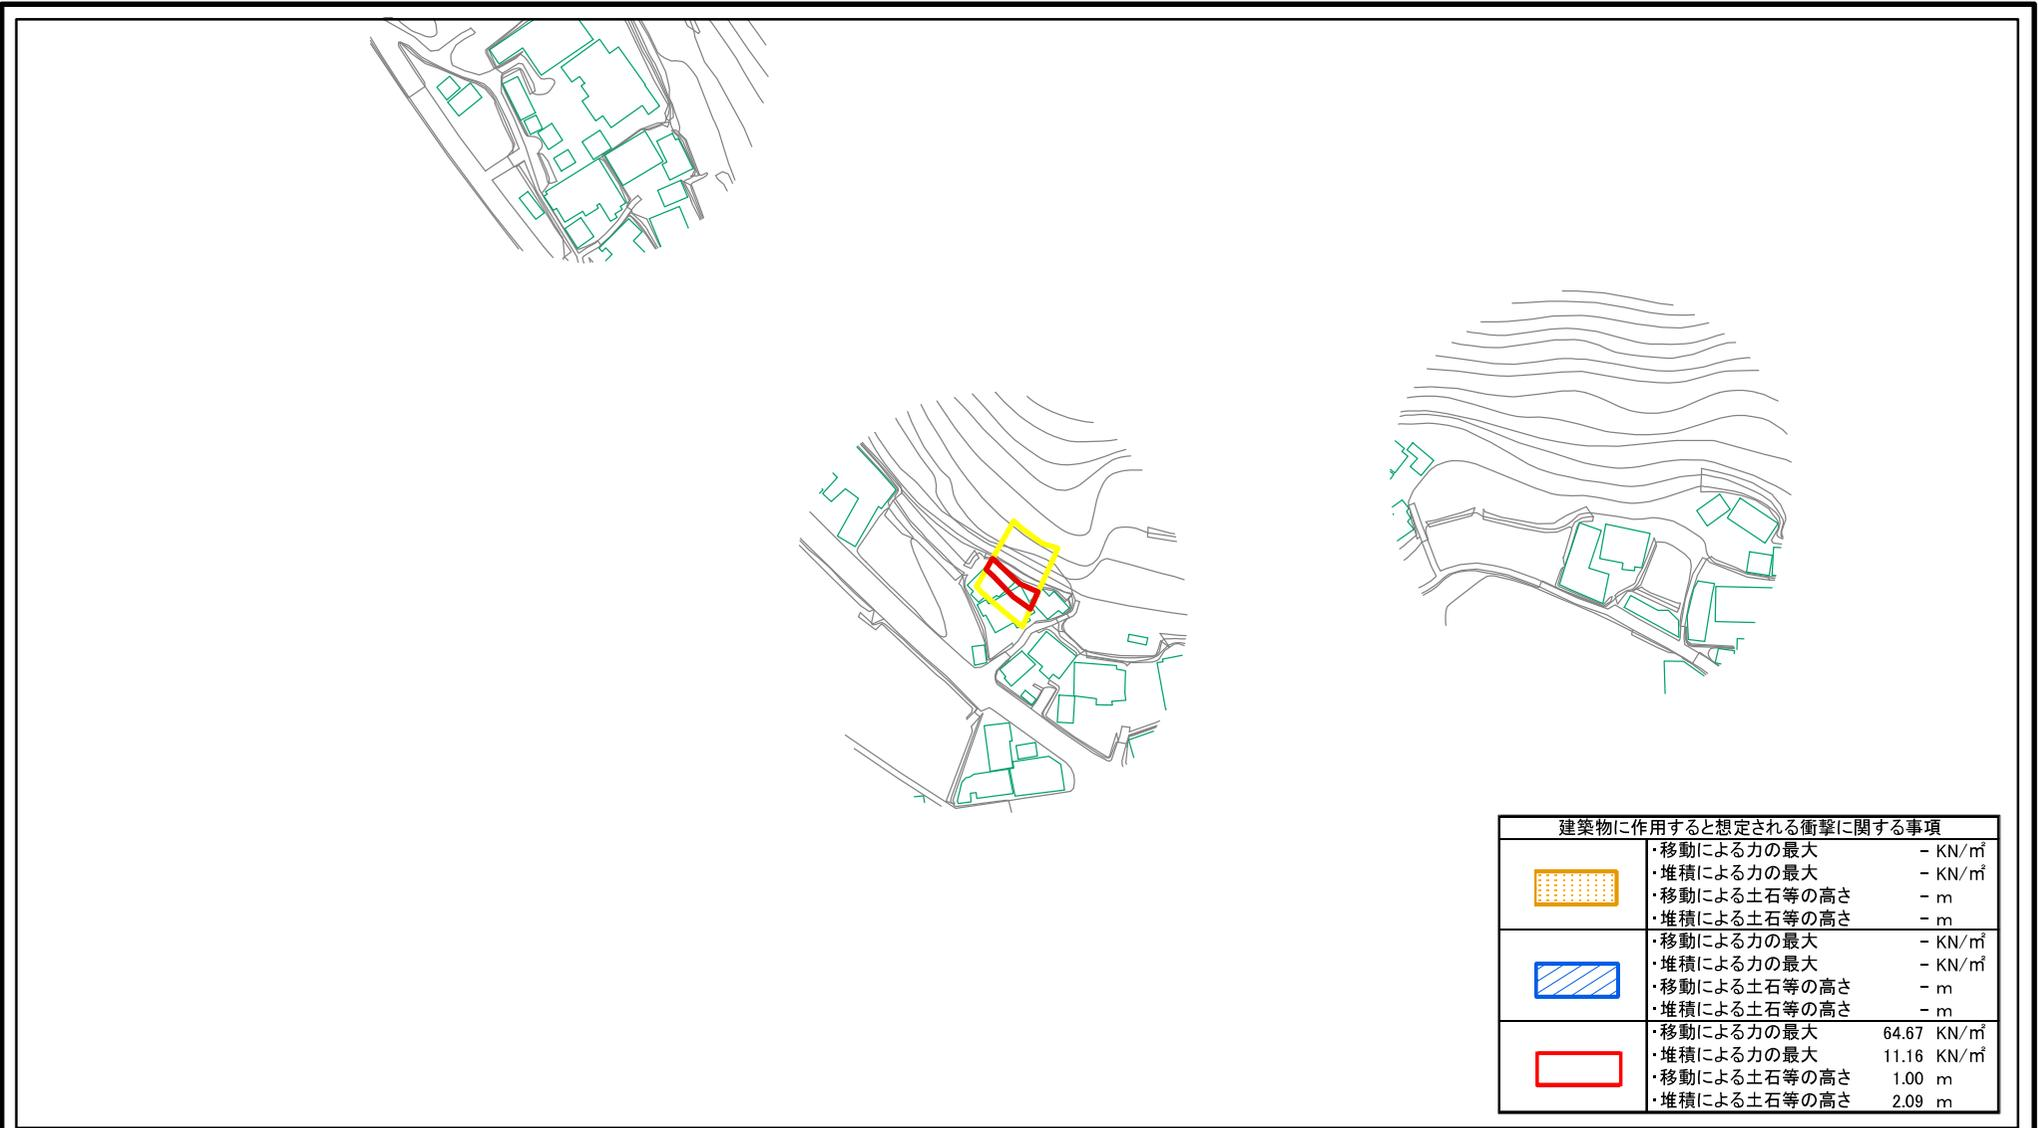 建築物に作用すると想定される衝撃に関する事項
・移動による力の最大 - KN/㎡
・堆積による力の最大 - KN/㎡
・移動による土石等の高さ - m
・堆積による土石等の高さ - m
・移動による力の最大 - KN/㎡
・堆積による力の最大 - KN/㎡
・移動による土石等の高さ - m
・堆積による土石等の高さ - m
・移動による力の最大 64.67 KN/㎡
・堆積による力の最大 11.16 KN/㎡
・移動による土石等の高さ 1.00 m
・堆積による土石等の高さ 2.09 m